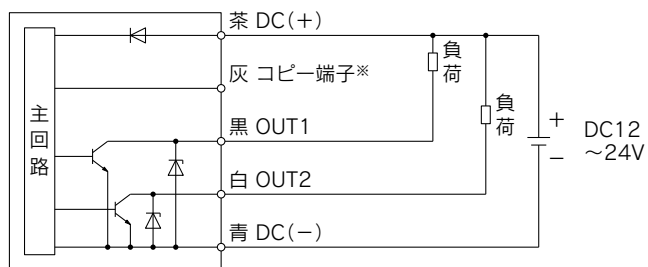 茶 DC(+)
灰 コピー端子※
黒 OUT1
白 OUT2
青 DC(−)
主回路
負荷
負荷
+
−
DC12
～24V